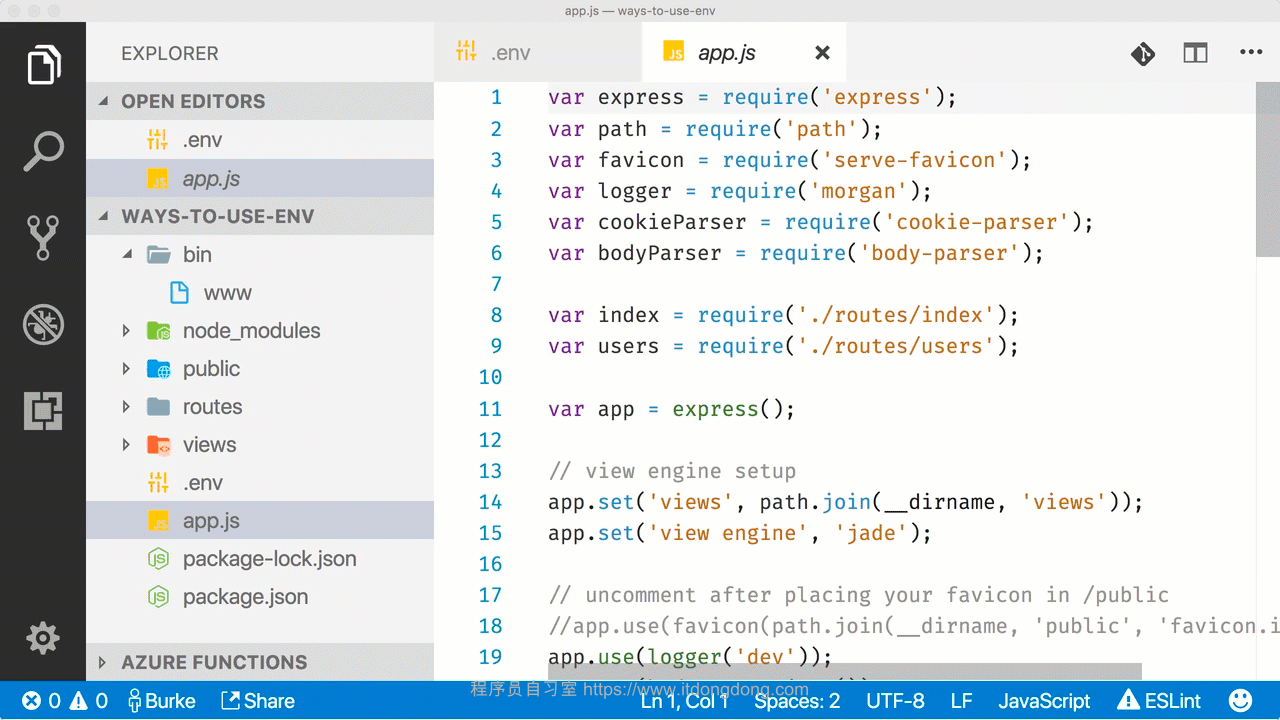 app.js — ways-to-use-env
EXPLORER
OPEN EDITORS
.env
app.js
WAYS-TO-USE-ENV
bin
www
node_modules
public
routes
views
.env
app.js
package-lock.json
package.json
AZURE FUNCTIONS
.env
JS app.js
1 var express = require('express');
2 var path = require('path');
3 var favicon = require('serve-favicon');
4 var logger = require('morgan');
5 var cookieParser = require('cookie-parser');
6 var bodyParser = require('body-parser');
7
8 var index = require('./routes/index');
9 var users = require('./routes/users');
10
11 var app = express();
12
13 // view engine setup
14 app.set('views', path.join(__dirname, 'views'));
15 app.set('view engine', 'jade');
16
17 // uncomment after placing your favicon in /public
18 //app.use(favicon(path.join(__dirname, 'public', 'favicon.i
19 app.use(logger('dev'));
程序员自习室 https://www.itdongdong.com
0 0 Burke Share Ln 1, Col 1 Spaces: 2 UTF-8 LF JavaScript ESLint